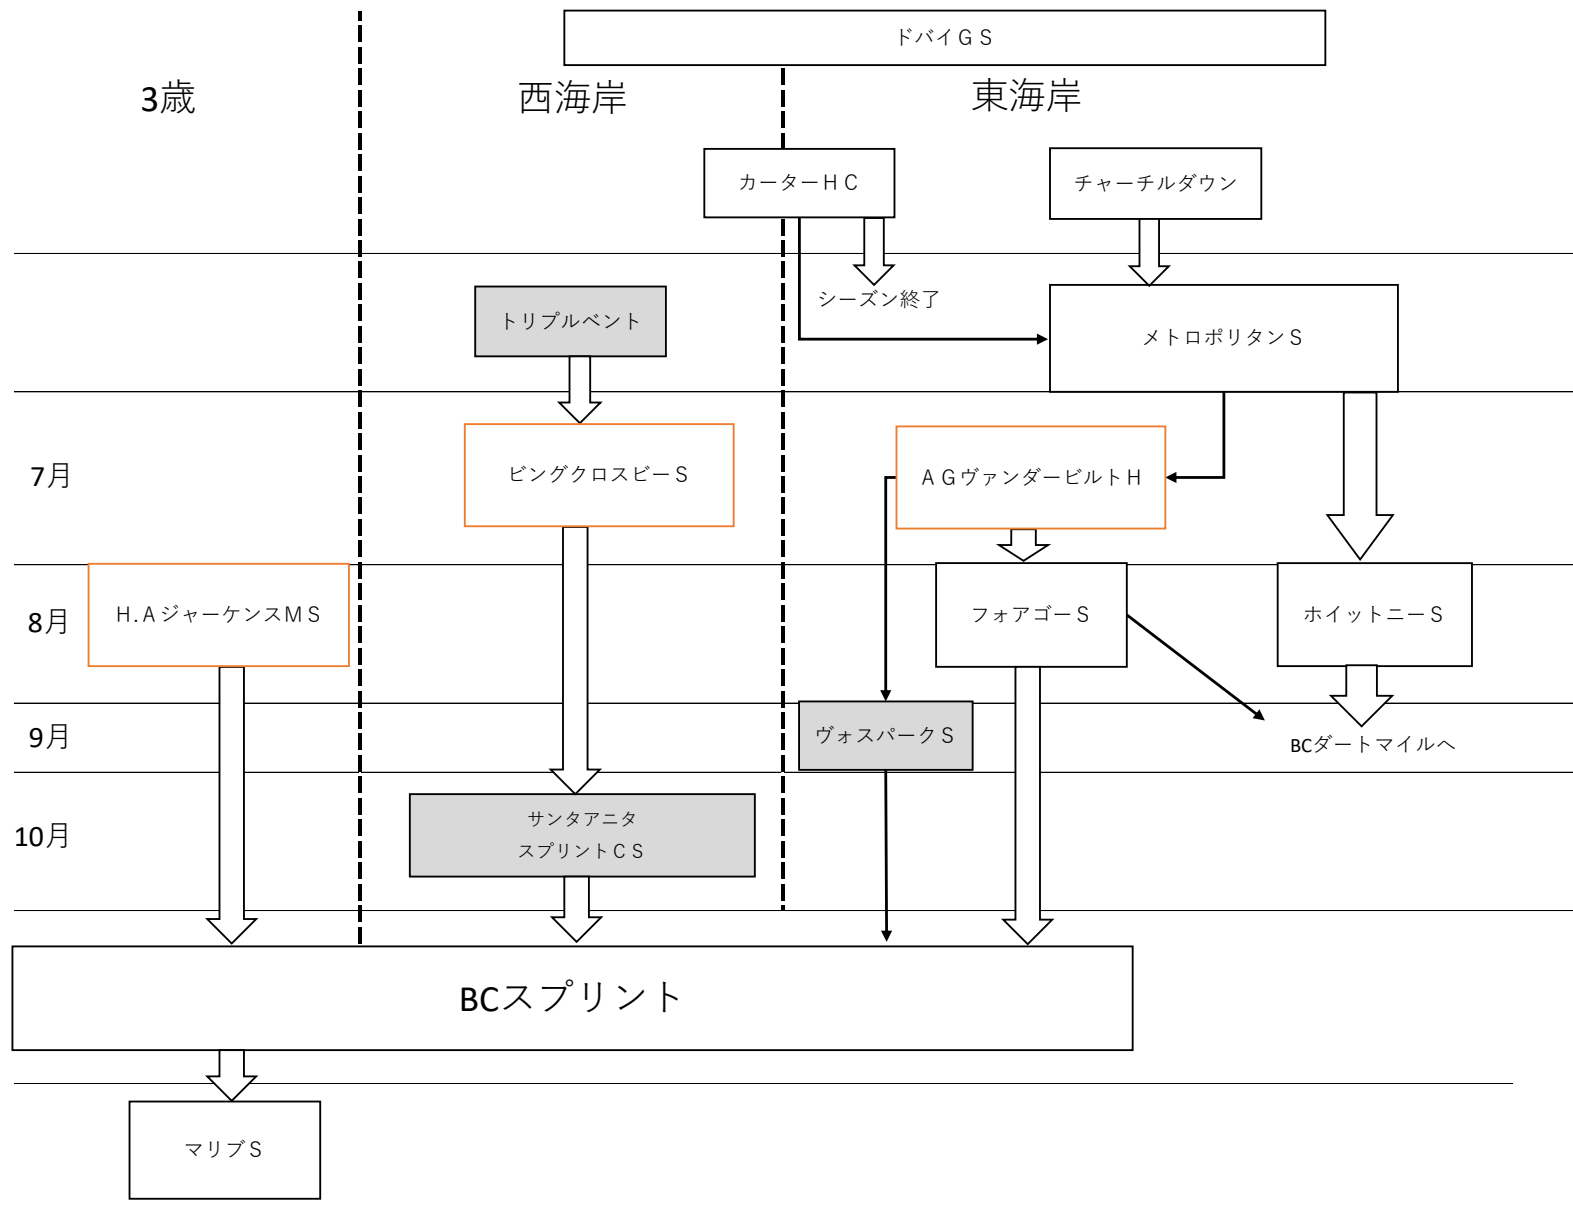 ドバイＧＳ
3歳
西海岸
東海岸
カーターＨＣ
チャーチルダウン
シーズン終了
トリプルベント
メトロポリタンＳ
7月
ビングクロスビーＳ
ＡＧヴァンダービルトＨ
8月
Ｈ.ＡジャーケンスＭＳ
フォアゴーＳ
ホイットニーＳ
9月
ヴォスパークＳ
BCダートマイルへ
10月
サンタアニタ
スプリントＣＳ
BCスプリント
マリブＳ